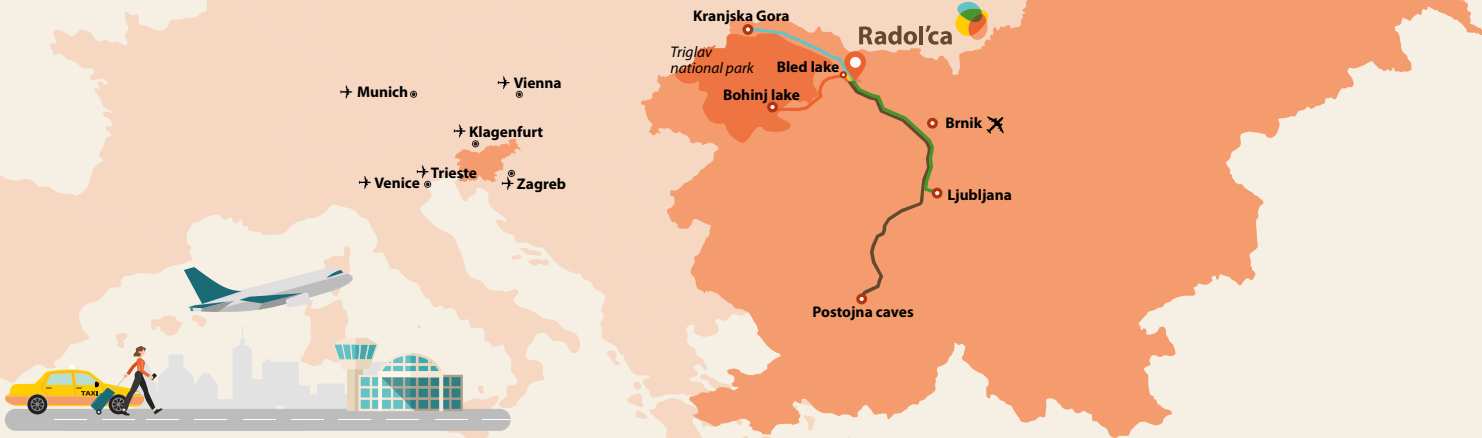 Munich
Vienna
Klagenfurt
Trieste
Venice
Zagreb
TAXI
Kranjska Gora
Radol'ca
Triglav
national park
Bled lake
Bohinj lake
Brnik
Ljubljana
Postojna caves